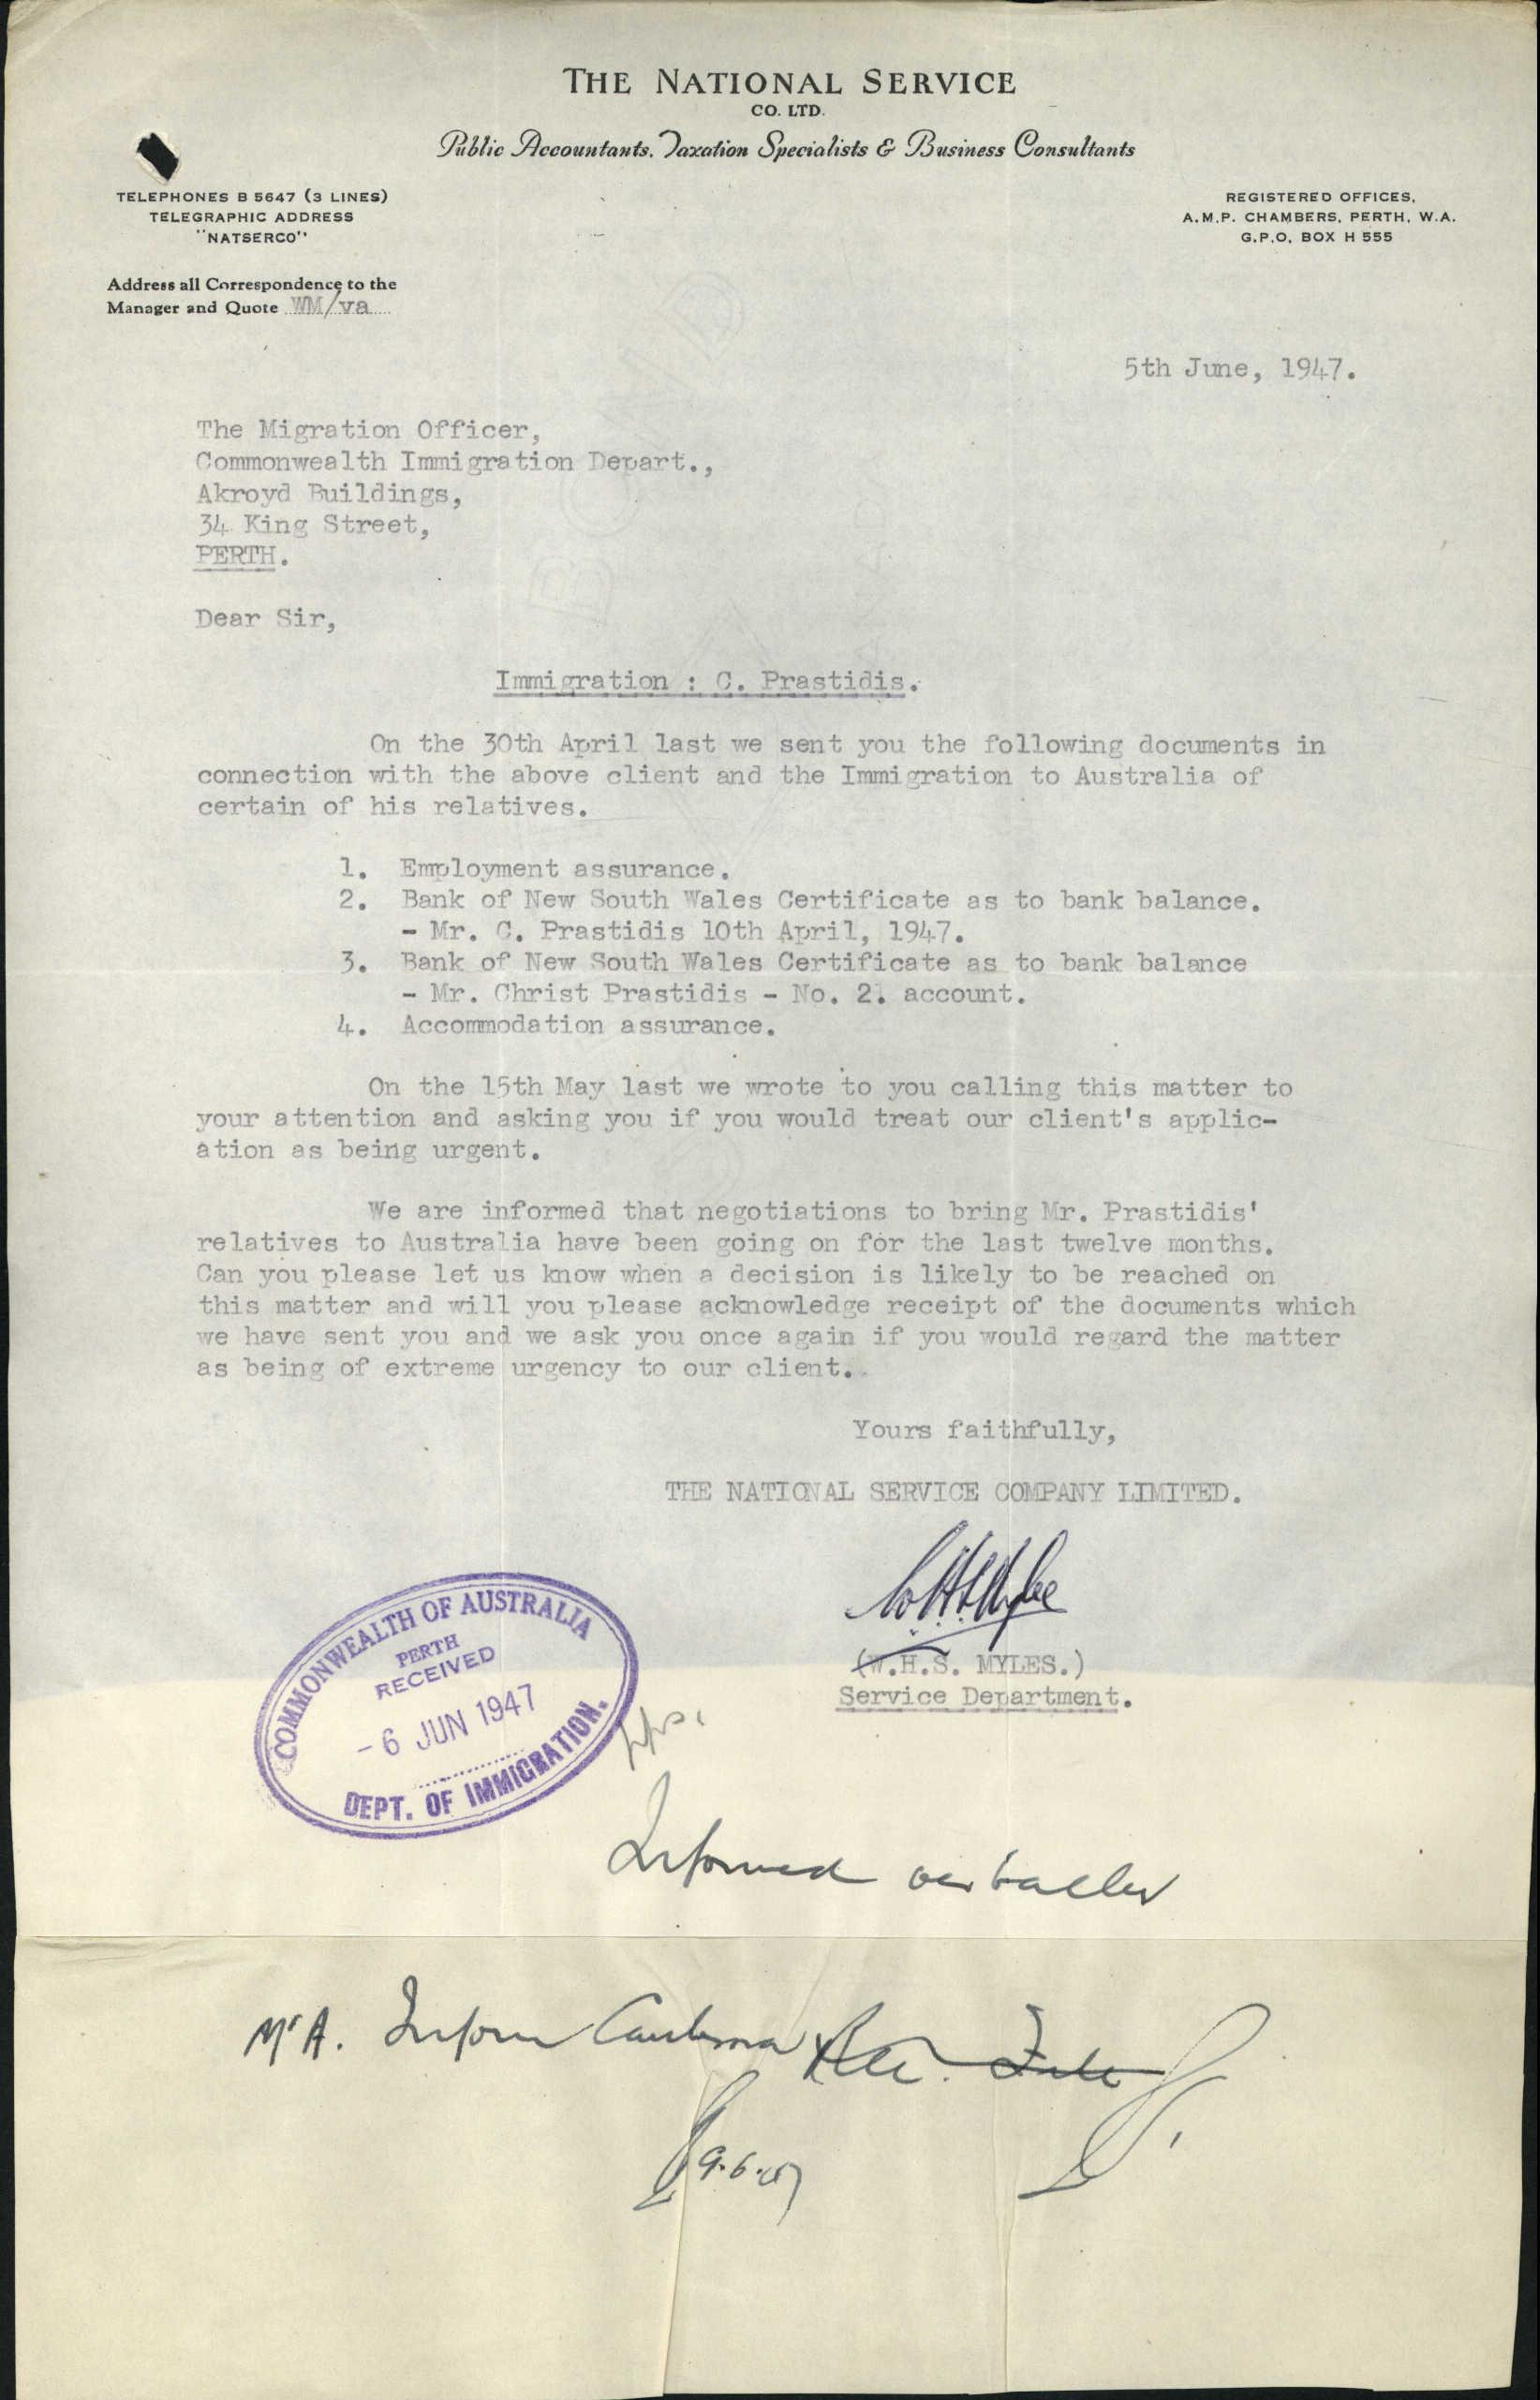 THE NATIONAL SERVICE
CO. LTD.
Public Accountants, Taxation Specialists & Business Consultants
TELEPHONES B 5647 (3 LINES)
TELEGRAPHIC ADDRESS
"NATSERCO"
REGISTERED OFFICES,
A.M.P. CHAMBERS, PERTH, W.A.
G.P.O. BOX H 555
Address all Correspondence to the
Manager and Quote WM/va
5th June, 1947.
The Migration Officer,
Commonwealth Immigration Depart.,
Akroyd Buildings,
34 King Street,
PERTH.
Dear Sir,
Immigration : C. Prastidis.
On the 30th April last we sent you the following documents in
connection with the above client and the Immigration to Australia of
certain of his relatives.
1. Employment assurance.
2. Bank of New South Wales Certificate as to bank balance.
- Mr. C. Prastidis 10th April, 1947.
3. Bank of New South Wales Certificate as to bank balance
- Mr. Christ Prastidis - No. 2. account.
4. Accommodation assurance.
On the 15th May last we wrote to you calling this matter to
your attention and asking you if you would treat our client's applic-
ation as being urgent.
We are informed that negotiations to bring Mr. Prastidis'
relatives to Australia have been going on for the last twelve months.
Can you please let us know when a decision is likely to be reached on
this matter and will you please acknowledge receipt of the documents which
we have sent you and we ask you once again if you would regard the matter
as being of extreme urgency to our client.
Yours faithfully,
THE NATIONAL SERVICE COMPANY LIMITED.
(W.H.S. MYLES.)
Service Department.
COMMONWEALTH OF AUSTRALIA
PERTH
RECEIVED
- 6 JUN 1947
DEPT. OF IMMIGRATION.
Informed verbally
Mr A. Inform
9.6.47